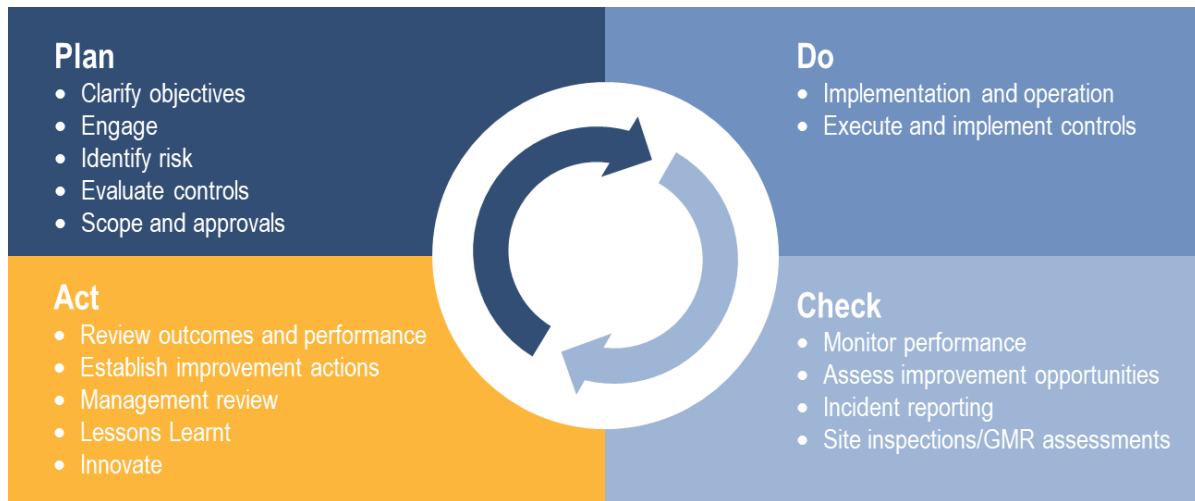 Plan
• Clarify objectives
• Engage
• Identify risk
• Evaluate controls
• Scope and approvals
Do
• Implementation and operation
• Execute and implement controls
Act
• Review outcomes and performance
• Establish improvement actions
• Management review
• Lessons Learnt
• Innovate
Check
• Monitor performance
• Assess improvement opportunities
• Incident reporting
• Site inspections/GMR assessments